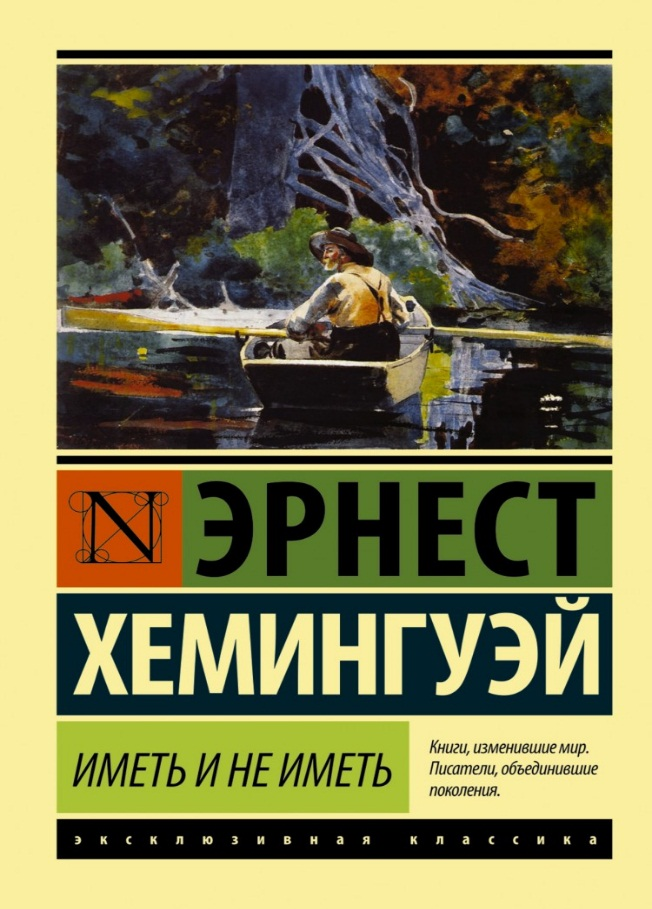 N
ЭРНЕСТ
ХЕМИНГУЭЙ
ИМЕТЬ И НЕ ИМЕТЬ
Книги, изменившие мир.
Писатели, объединившие
поколения.
эксклюзивная классика